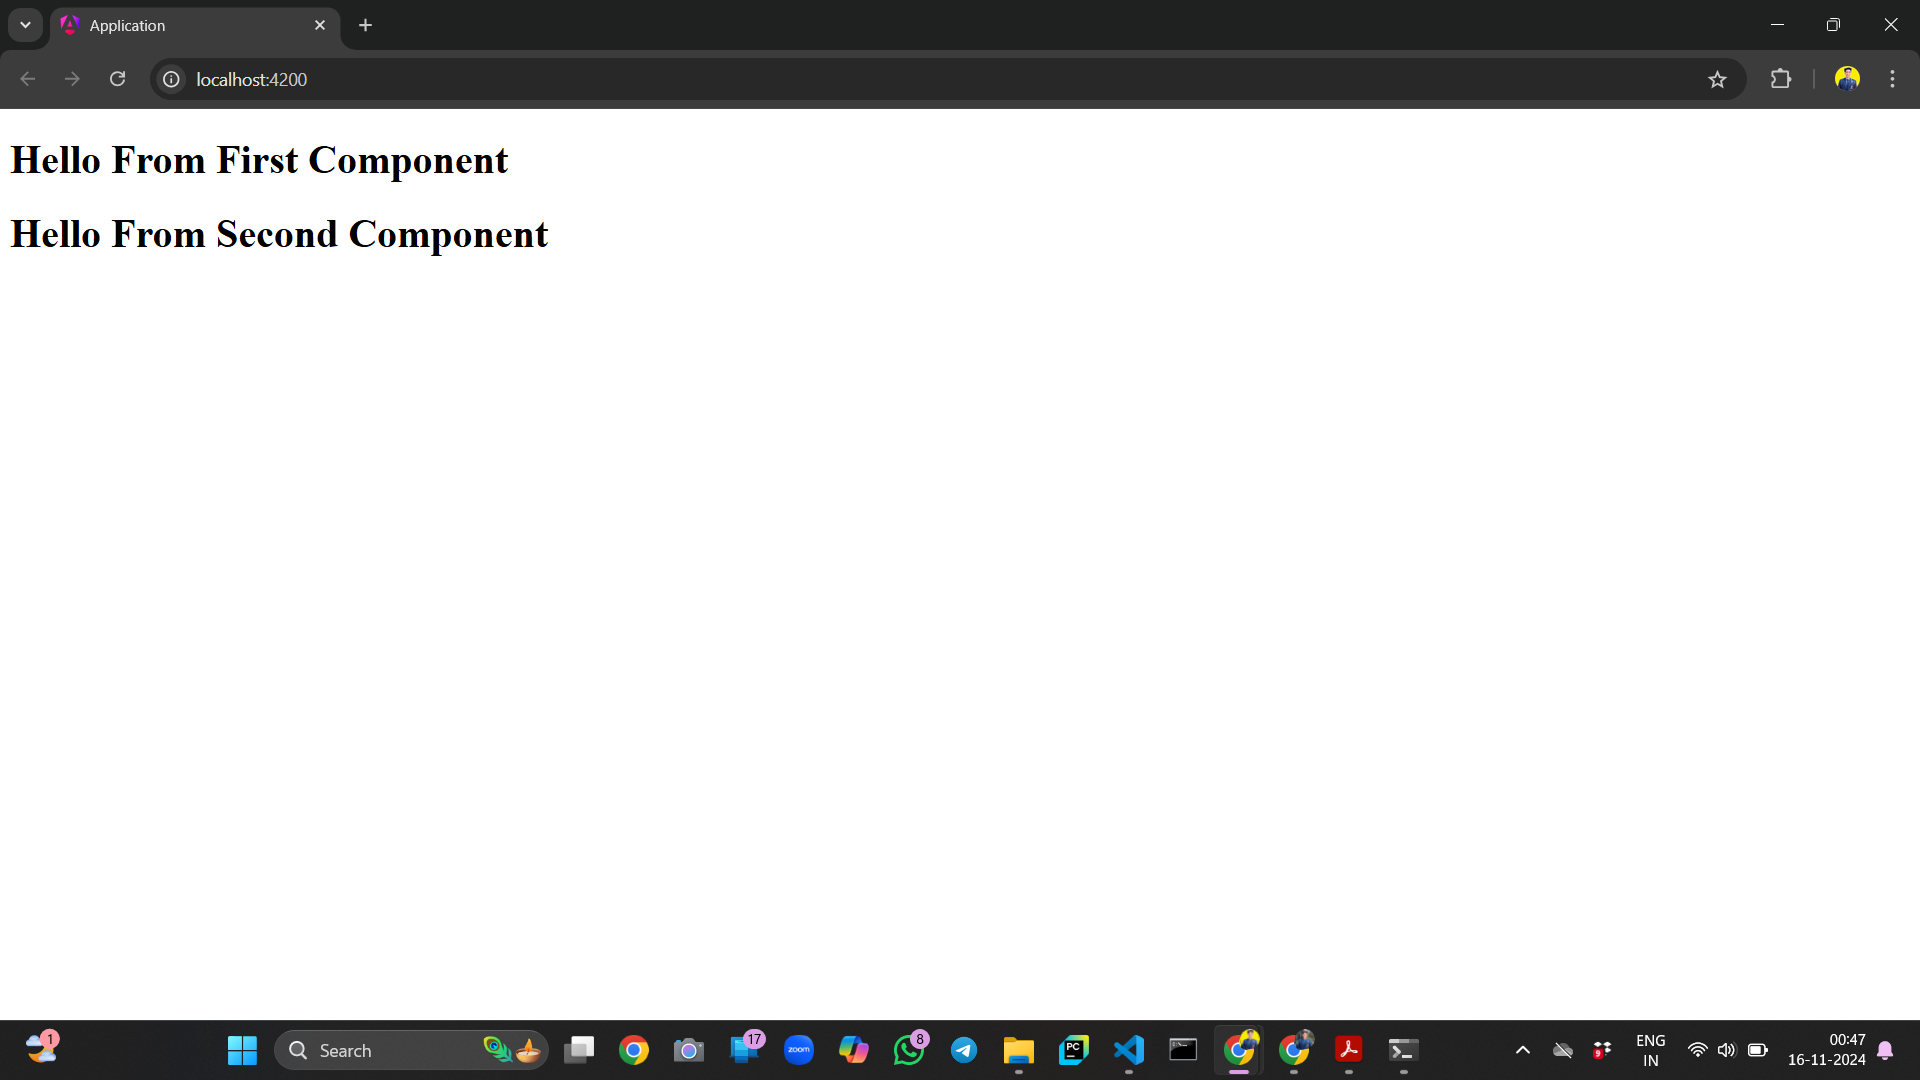 Application
localhost:4200
Hello From First Component
Hello From Second Component
1
Search
17
zoom
8
PC
9
ENG
IN
00:47
16-11-2024